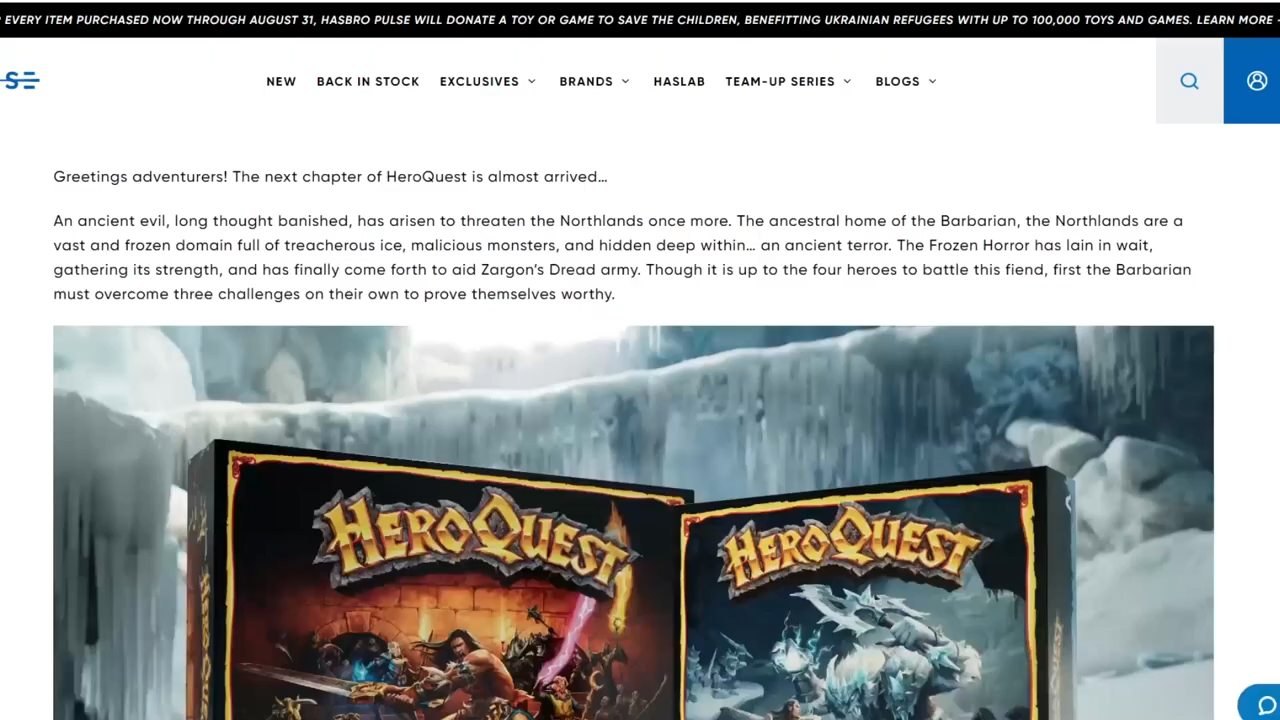 EVERY ITEM PURCHASED NOW THROUGH AUGUST 31, HASBRO PULSE WILL DONATE A TOY OR GAME TO SAVE THE CHILDREN, BENEFITTING UKRAINIAN REFUGEES WITH UP TO 100,000 TOYS AND GAMES. LEARN MORE
SE
NEW BACK IN STOCK EXCLUSIVES BRANDS HASLAB TEAM-UP SERIES BLOGS
Greetings adventurers! The next chapter of HeroQuest is almost arrived…
An ancient evil, long thought banished, has arisen to threaten the Northlands once more. The ancestral home of the Barbarian, the Northlands are a
vast and frozen domain full of treacherous ice, malicious monsters, and hidden deep within… an ancient terror. The Frozen Horror has lain in wait,
gathering its strength, and has finally come forth to aid Zargon’s Dread army. Though it is up to the four heroes to battle this fiend, first the Barbarian
must overcome three challenges on their own to prove themselves worthy.
HEROQUEST
HEROQUEST